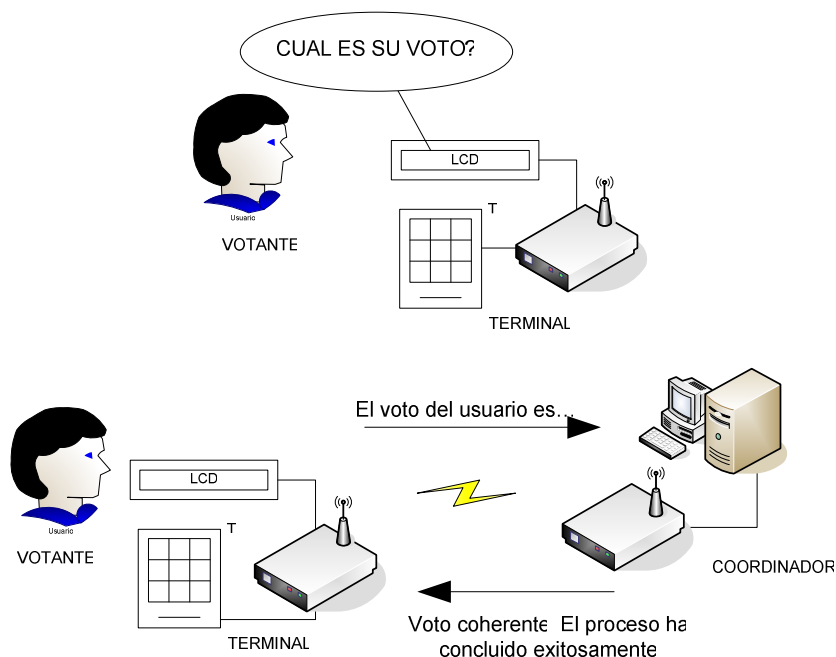 CUAL ES SU VOTO?
LCD
T
Usuario
VOTANTE
TERMINAL
El voto del usuario es...
LCD
T
Usuario
VOTANTE
COORDINADOR
TERMINAL
Voto coherente El proceso ha
concluido exitosamente